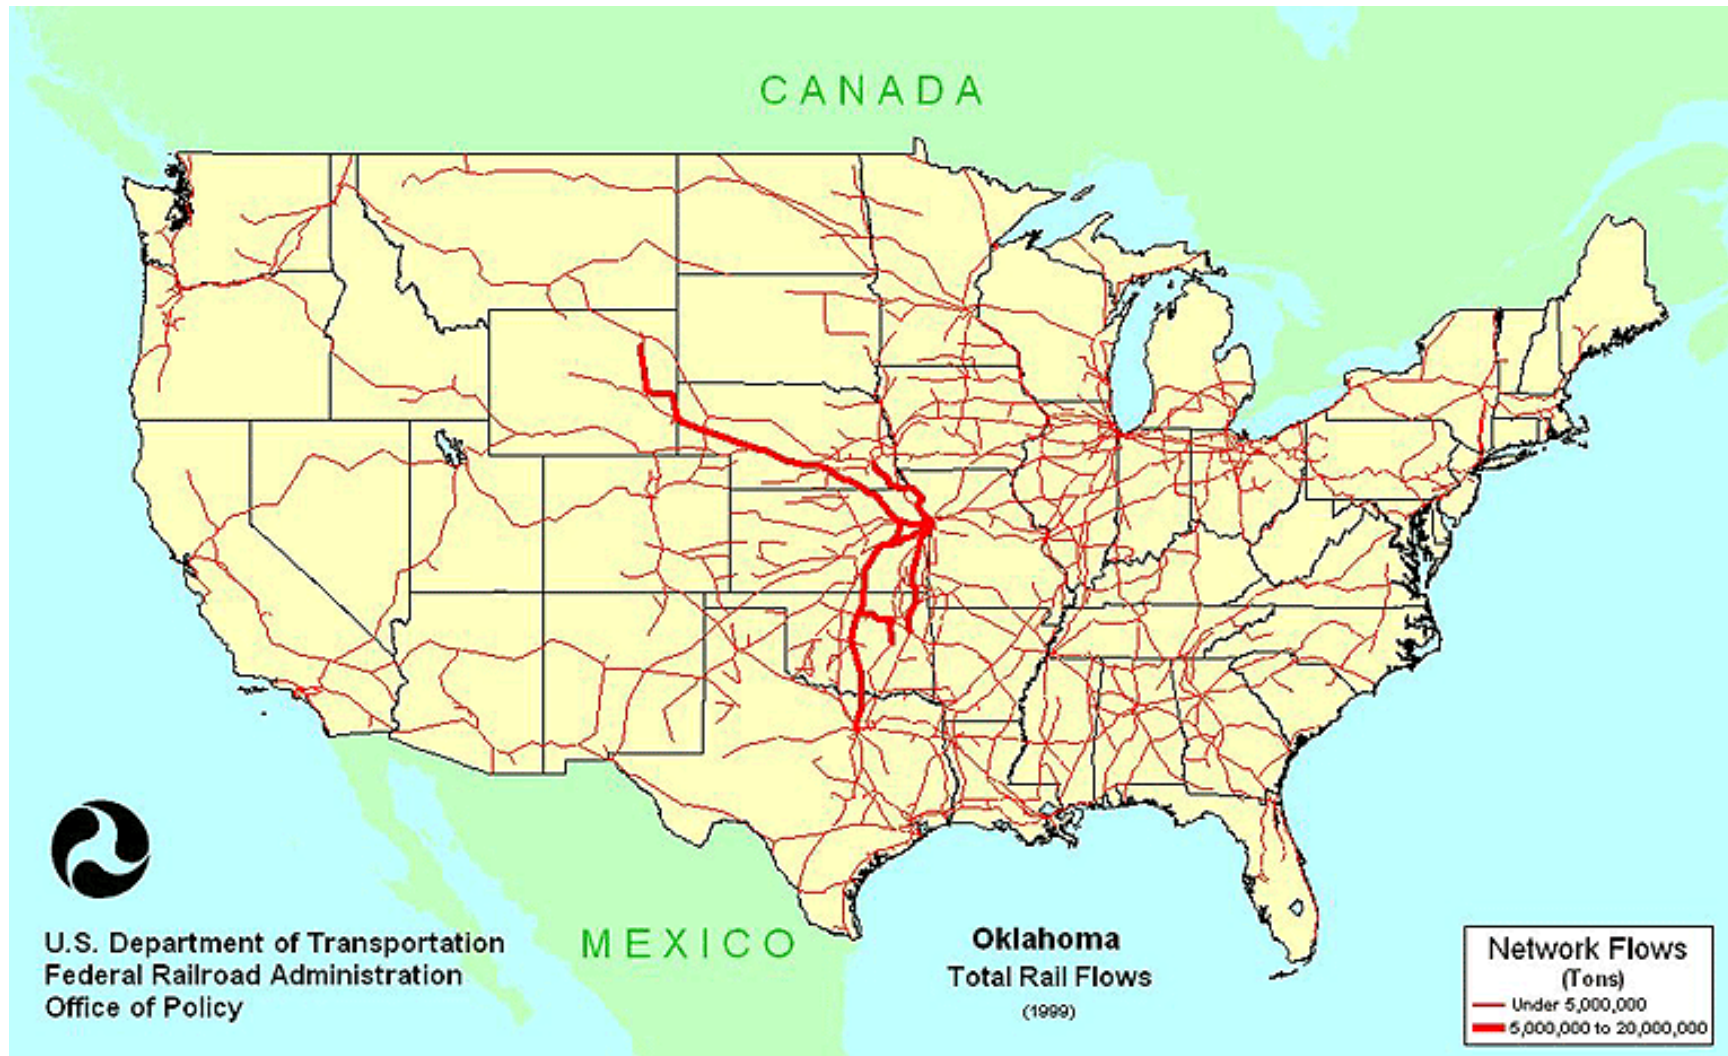 CANADA
MEXICO
U.S. Department of Transportation
Federal Railroad Administration
Office of Policy
Oklahoma
Total Rail Flows
(1999)
Network Flows
(Tons)
Under 5,000,000
5,000,000 to 20,000,000